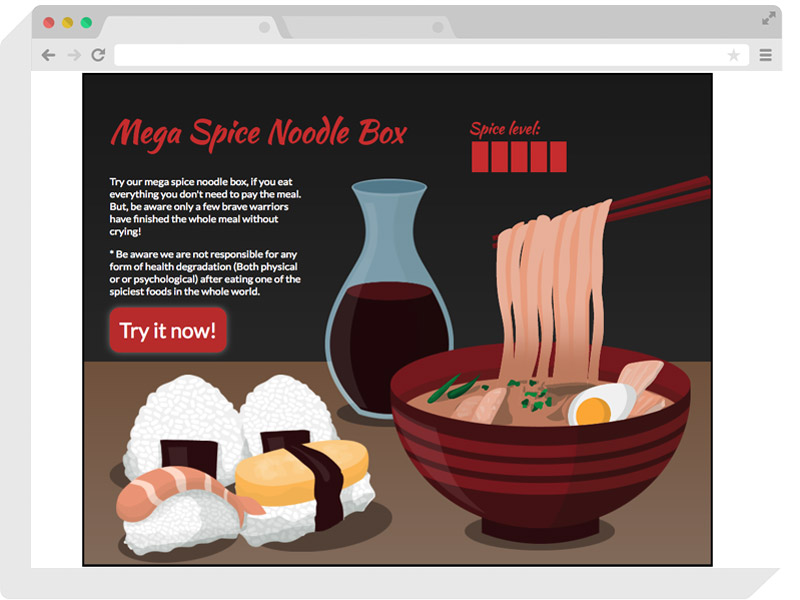 Mega Spice Noodle Box
Spice level:
Try our mega spice noodle box, if you eat
everything you don't need to pay the meal.
But, be aware only a few brave warriors
have finished the whole meal without
crying!
* Be aware we are not responsible for any
form of health degradation (Both physical
or or psychological) after eating one of the
spiciest foods in the whole world.
Try it now!